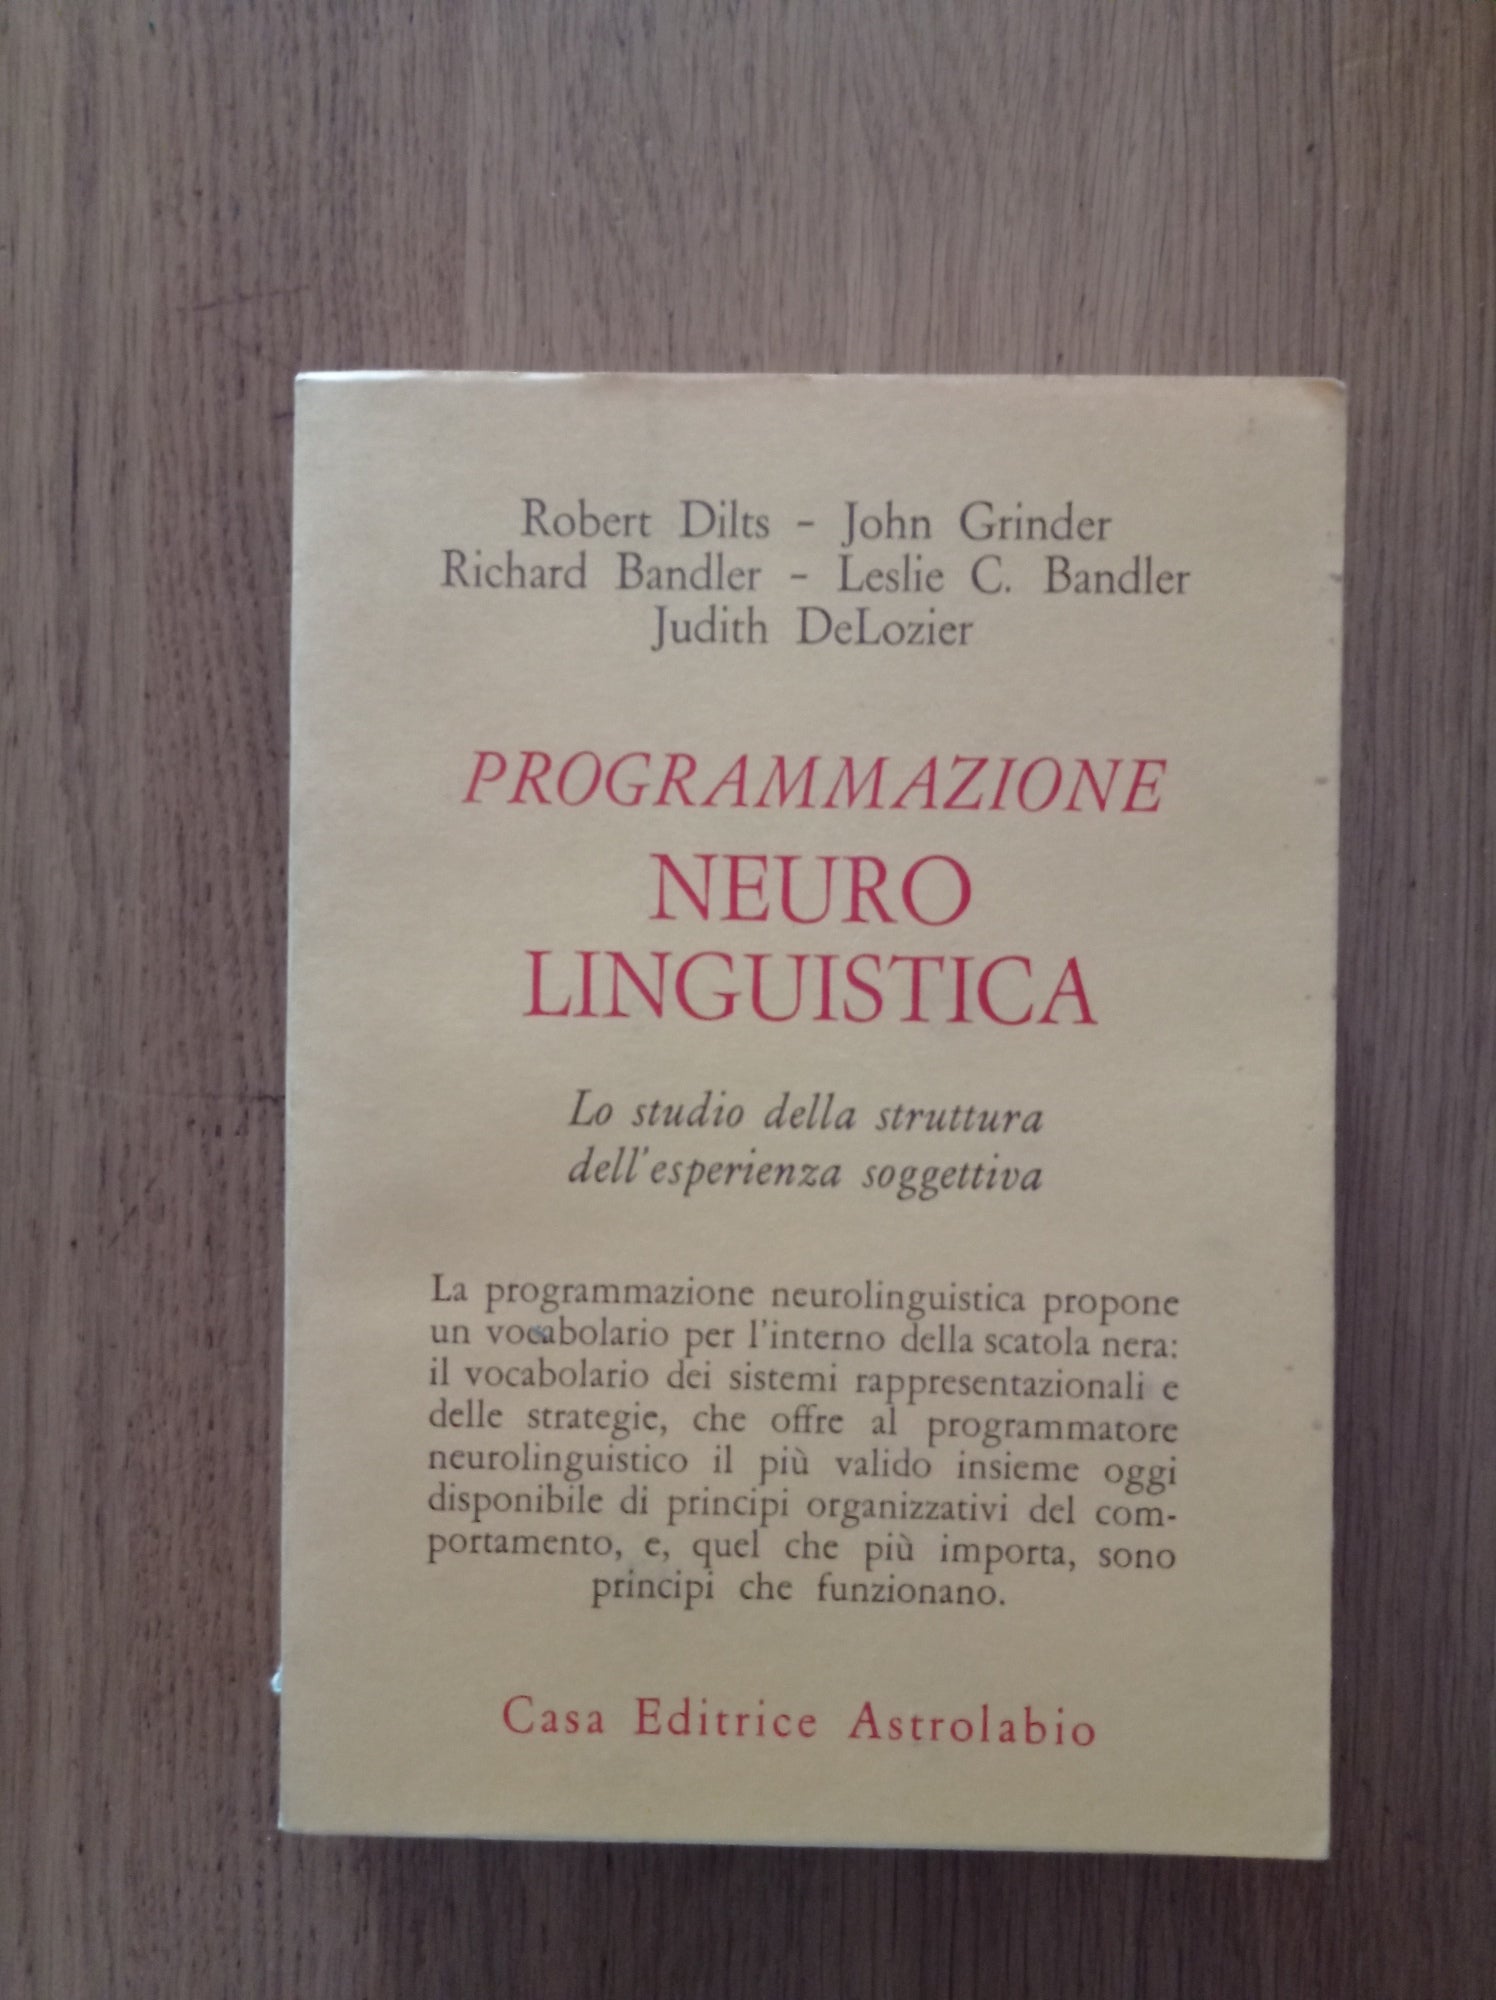 Robert Dilts – John Grinder
Richard Bandler – Leslie C. Bandler
Judith DeLozier
PROGRAMMAZIONE
NEURO
LINGUISTICA
Lo studio della struttura
dell'esperienza soggettiva
La programmazione neurolinguistica propone
un vocabolario per l'interno della scatola nera:
il vocabolario dei sistemi rappresentazionali e
delle strategie, che offre al programmatore
neurolinguistico il più valido insieme oggi
disponibile di principi organizzativi del com-
portamento, e, quel che più importa, sono
principi che funzionano.
Casa Editrice Astrolabio